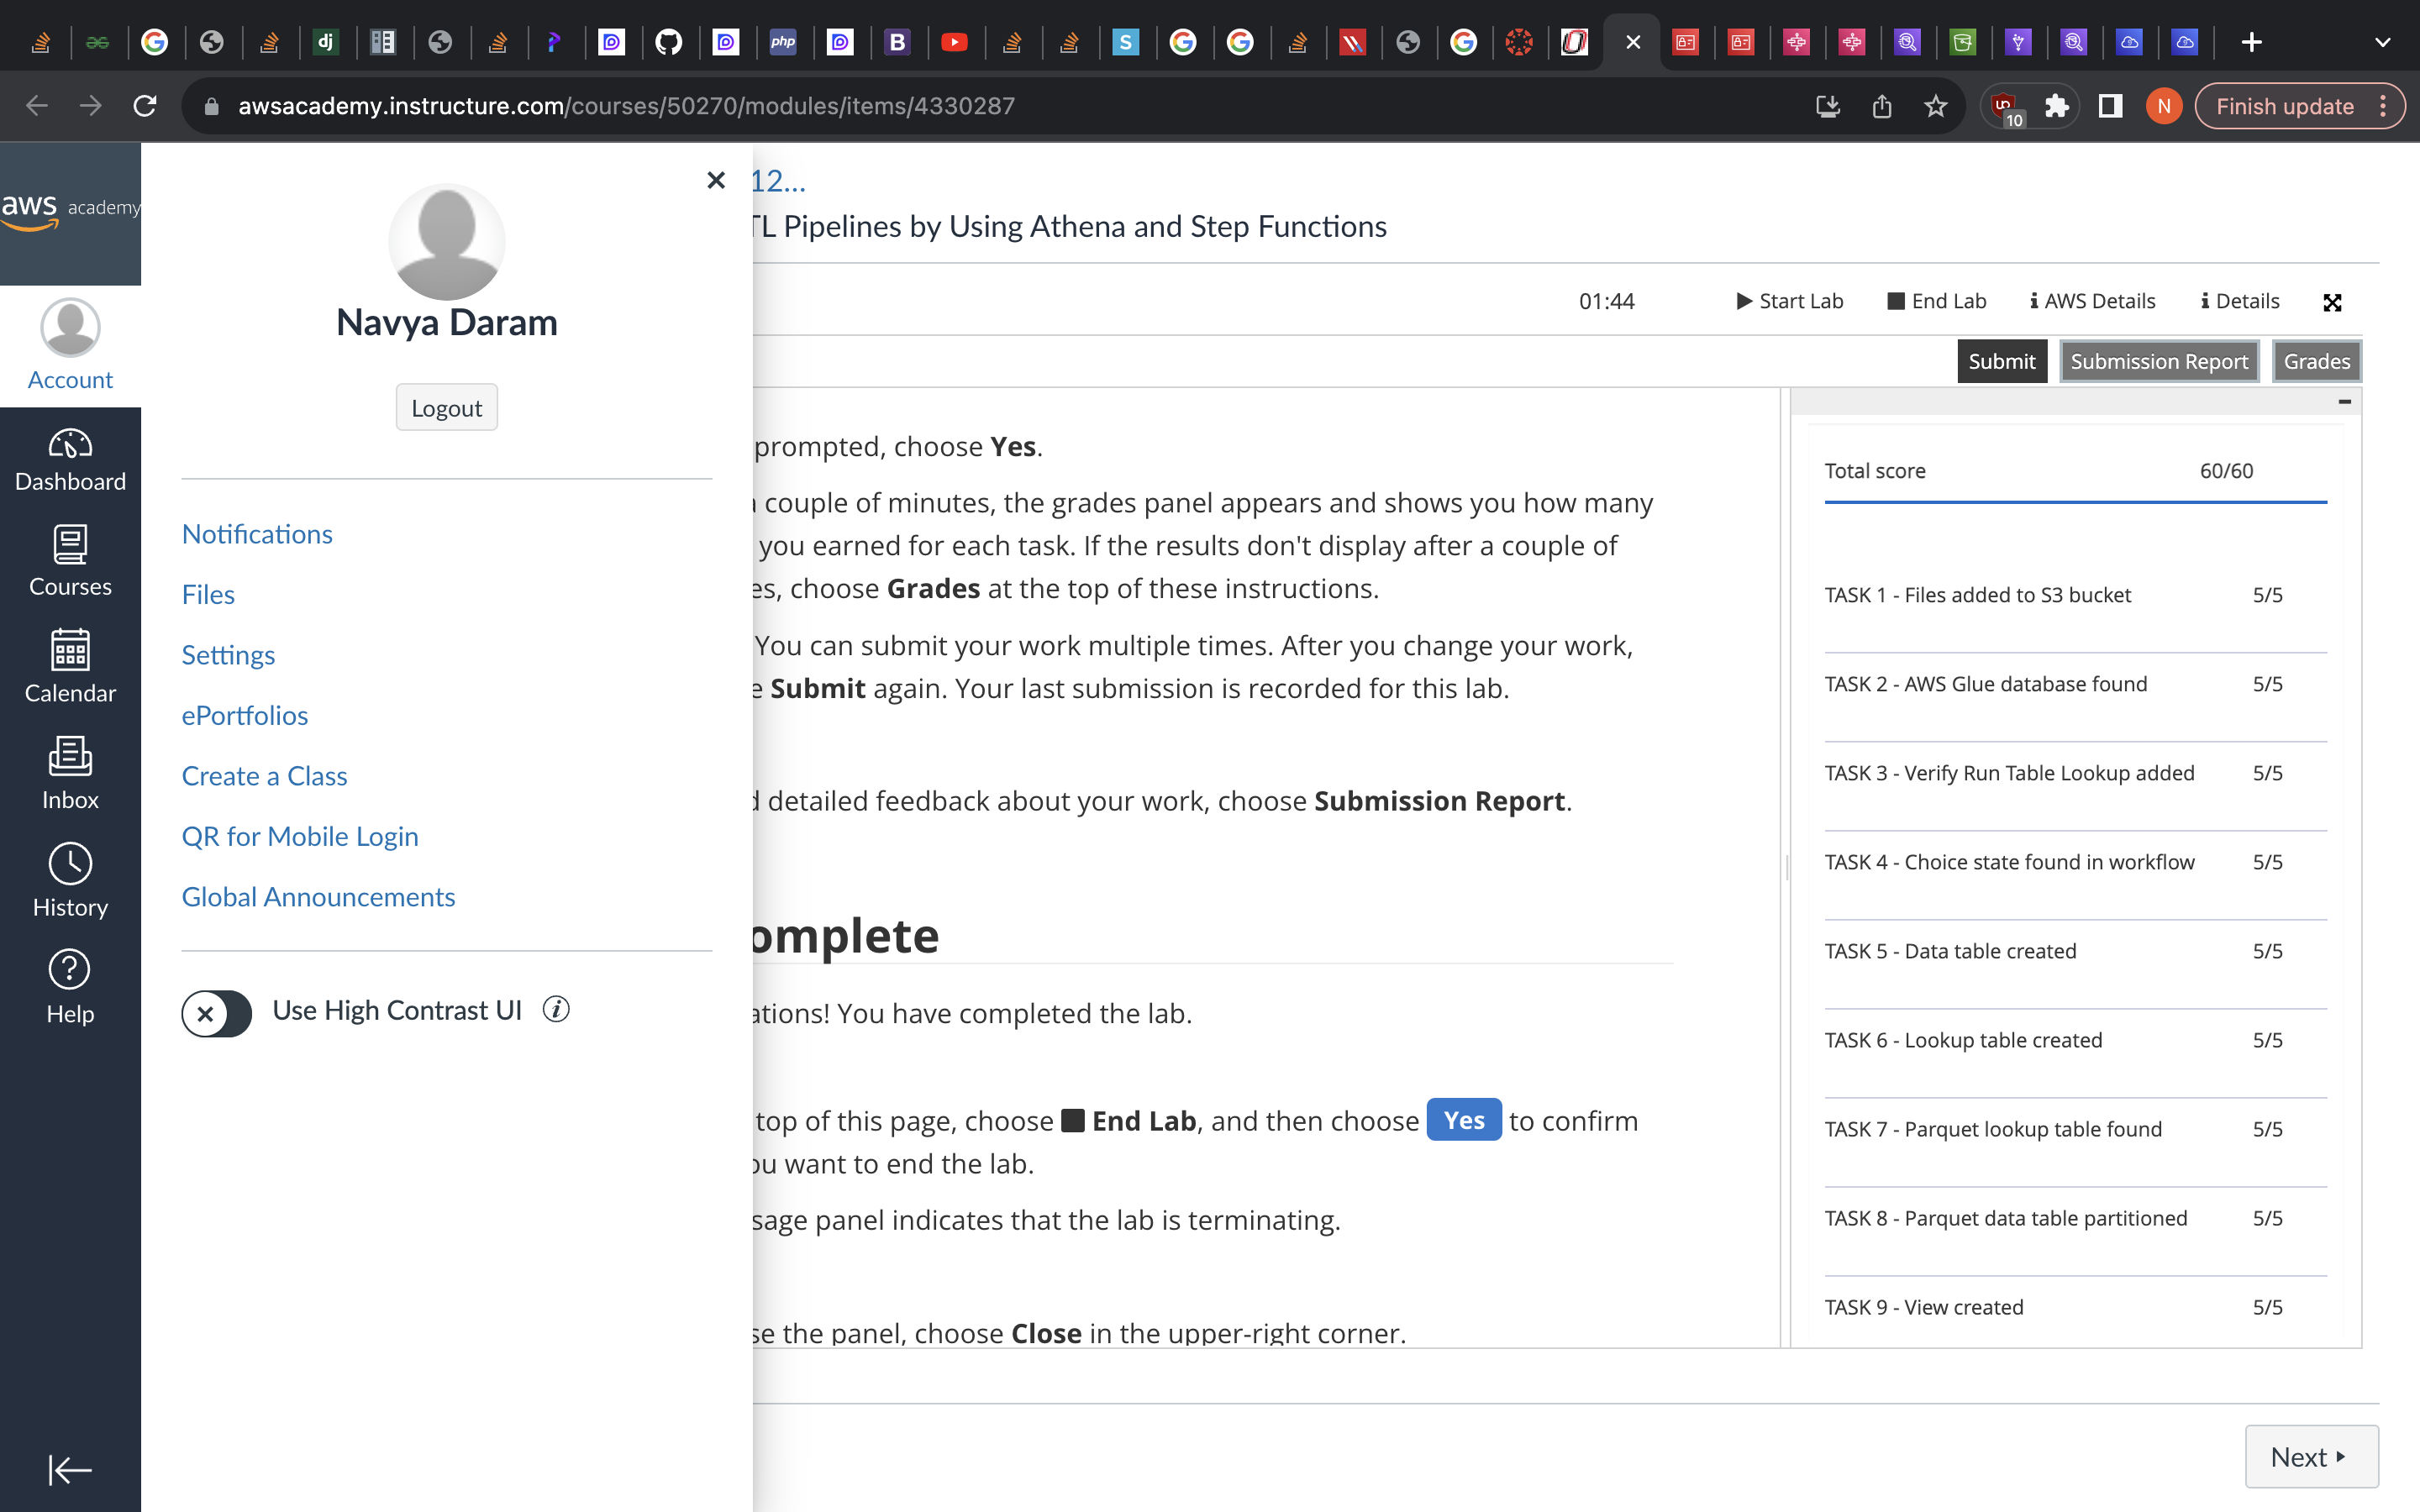 dj
php
B
S
awsacademy.instructure.com/courses/50270/modules/items/4330287
10
N
Finish update
aws academy
Account
Dashboard
Courses
Calendar
Inbox
History
Help
Navya Daram
Logout
Notifications
Files
Settings
ePortfolios
Create a Class
QR for Mobile Login
Global Announcements
Use High Contrast UI
12...
TL Pipelines by Using Athena and Step Functions
01:44
Start Lab
End Lab
AWS Details
Details
Submit
Submission Report
Grades
prompted, choose Yes.
couple of minutes, the grades panel appears and shows you how many
you earned for each task. If the results don't display after a couple of
es, choose Grades at the top of these instructions.
You can submit your work multiple times. After you change your work,
e Submit again. Your last submission is recorded for this lab.
d detailed feedback about your work, choose Submission Report.
omplete
ations! You have completed the lab.
top of this page, choose End Lab, and then choose Yes to confirm
ou want to end the lab.
sage panel indicates that the lab is terminating.
se the panel, choose Close in the upper-right corner.
Total score 60/60
TASK 1 - Files added to S3 bucket 5/5
TASK 2 - AWS Glue database found 5/5
TASK 3 - Verify Run Table Lookup added 5/5
TASK 4 - Choice state found in workflow 5/5
TASK 5 - Data table created 5/5
TASK 6 - Lookup table created 5/5
TASK 7 - Parquet lookup table found 5/5
TASK 8 - Parquet data table partitioned 5/5
TASK 9 - View created 5/5
Next